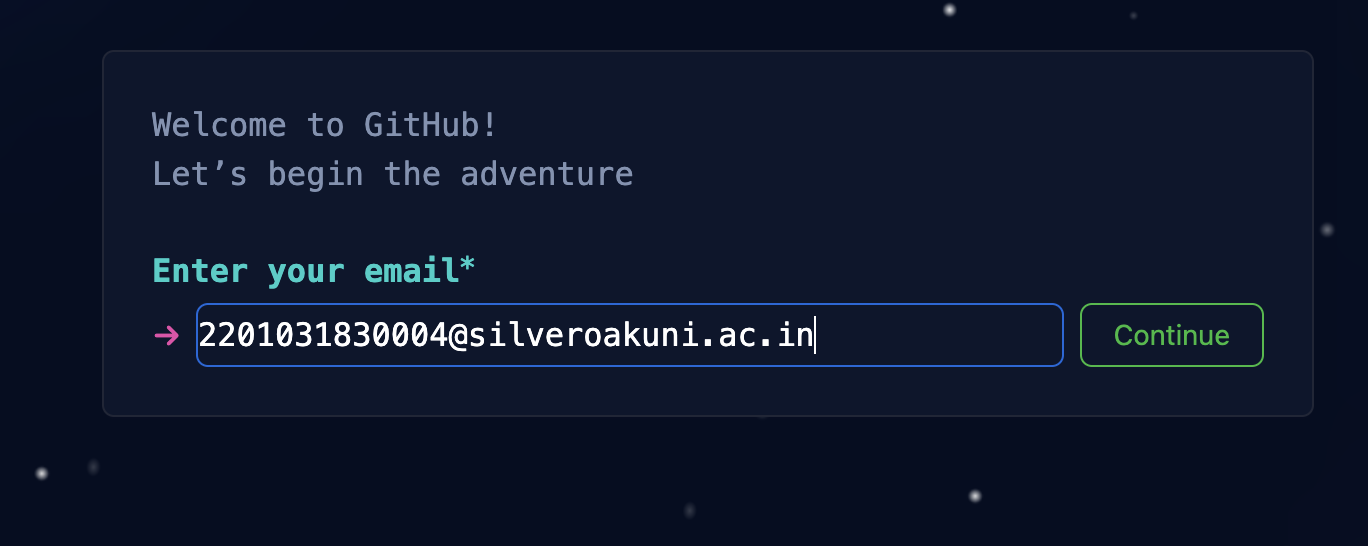 Welcome to GitHub!
Let’s begin the adventure
Enter your email*
→ 2201031830004@silveroakuni.ac.in Continue